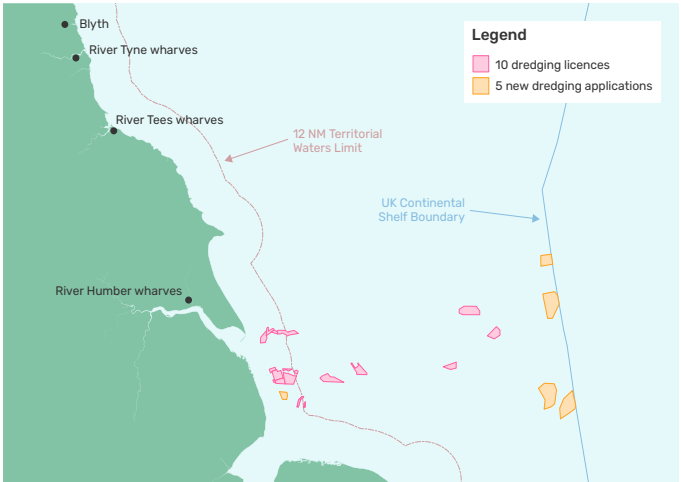 Blyth
River Tyne wharves
River Tees wharves
12 NM Territorial
Waters Limit
UK Continental
Shelf Boundary
River Humber wharves
Legend
10 dredging licences
5 new dredging applications